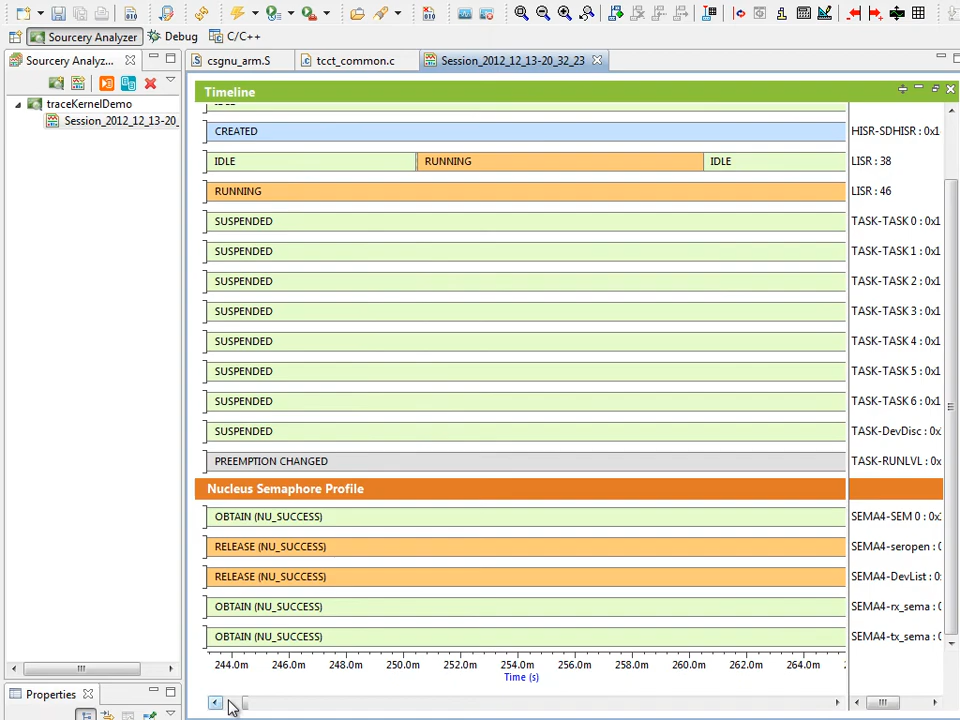 Sourcery Analyzer
Debug
C/C++
Sourcery Analyz...
csgnu_arm.S
tcct_common.c
Session_2012_12_13-20_32_23
traceKernelDemo
Session_2012_12_13-20_
Timeline
IDLE
CREATED
HISR-SDHISR : 0x1
IDLE
RUNNING
IDLE
LISR : 38
RUNNING
LISR : 46
SUSPENDED
TASK-TASK 0 : 0x1
SUSPENDED
TASK-TASK 1 : 0x1
SUSPENDED
TASK-TASK 2 : 0x1
SUSPENDED
TASK-TASK 3 : 0x1
SUSPENDED
TASK-TASK 4 : 0x1
SUSPENDED
TASK-TASK 5 : 0x1
SUSPENDED
TASK-TASK 6 : 0x1
SUSPENDED
TASK-DevDisc : 0x1
PREEMPTION CHANGED
TASK-RUNLVL : 0x
Nucleus Semaphore Profile
OBTAIN (NU_SUCCESS)
SEMA4-SEM 0 : 0x
RELEASE (NU_SUCCESS)
SEMA4-seropen : 0
RELEASE (NU_SUCCESS)
SEMA4-DevList : 0
OBTAIN (NU_SUCCESS)
SEMA4-rx_sema : 0
OBTAIN (NU_SUCCESS)
SEMA4-tx_sema : 0
244.0m 246.0m 248.0m 250.0m 252.0m 254.0m 256.0m 258.0m 260.0m 262.0m 264.0m
Time (s)
Properties